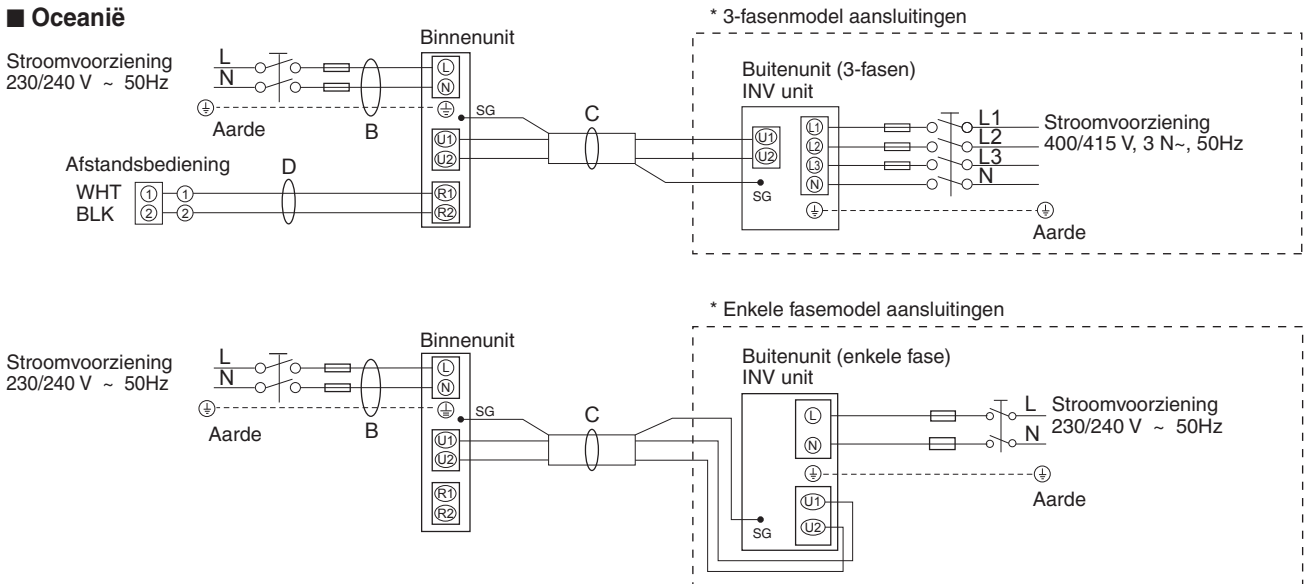 ■ Oceanië
* 3-fasenmodel aansluitingen
Binnenunit
Stroomvoorziening
230/240 V ~ 50Hz
L
N
L
N
Aarde
B
SG
C
U1
U2
Afstandsbediening
D
WHT 1 1
BLK 2 2
R1
R2
Buitenunit (3-fasen)
INV unit
U1
U2
SG
L1
L2
L3
N
L1
L2
L3
N
Stroomvoorziening
400/415 V, 3 N~, 50Hz
Aarde
* Enkele fasemodel aansluitingen
Binnenunit
Stroomvoorziening
230/240 V ~ 50Hz
L
N
L
N
Aarde
B
SG
C
U1
U2
R1
R2
Buitenunit (enkele fase)
INV unit
L
N
L
N
Stroomvoorziening
230/240 V ~ 50Hz
Aarde
U1
U2
SG